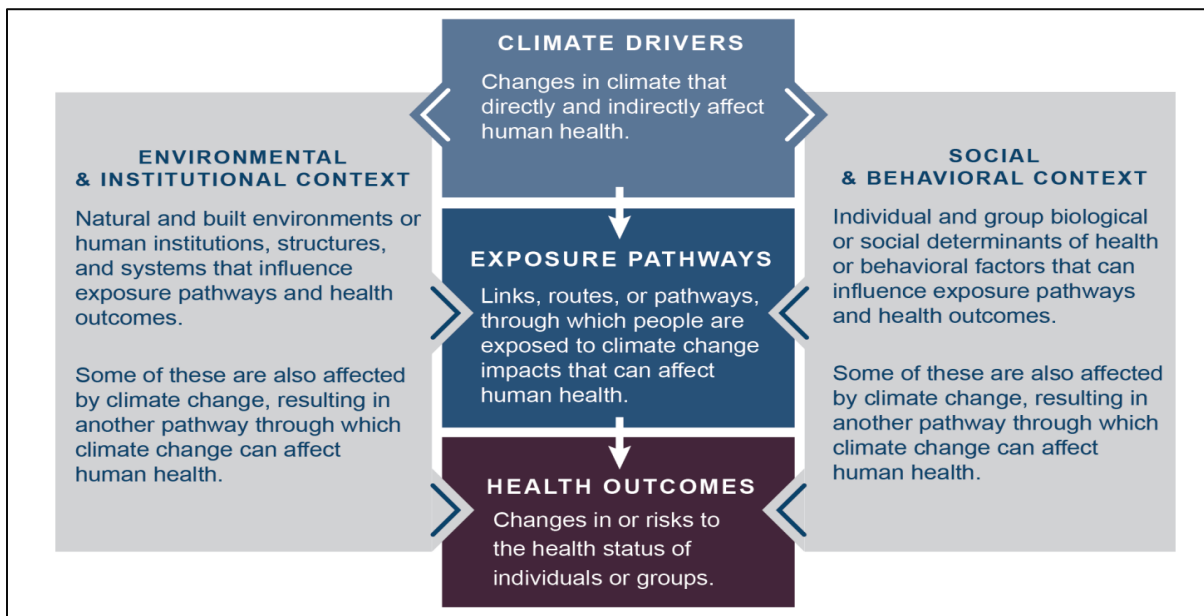 CLIMATE DRIVERS
Changes in climate that
directly and indirectly affect
human health.
ENVIRONMENTAL
& INSTITUTIONAL CONTEXT
Natural and built environments or
human institutions, structures,
and systems that influence
exposure pathways and health
outcomes.
Some of these are also affected
by climate change, resulting in
another pathway through which
climate change can affect
human health.
EXPOSURE PATHWAYS
Links, routes, or pathways,
through which people are
exposed to climate change
impacts that can affect
human health.
HEALTH OUTCOMES
Changes in or risks to
the health status of
individuals or groups.
SOCIAL
& BEHAVIORAL CONTEXT
Individual and group biological
or social determinants of health
or behavioral factors that can
influence exposure pathways
and health outcomes.
Some of these are also affected
by climate change, resulting in
another pathway through which
climate change can affect
human health.